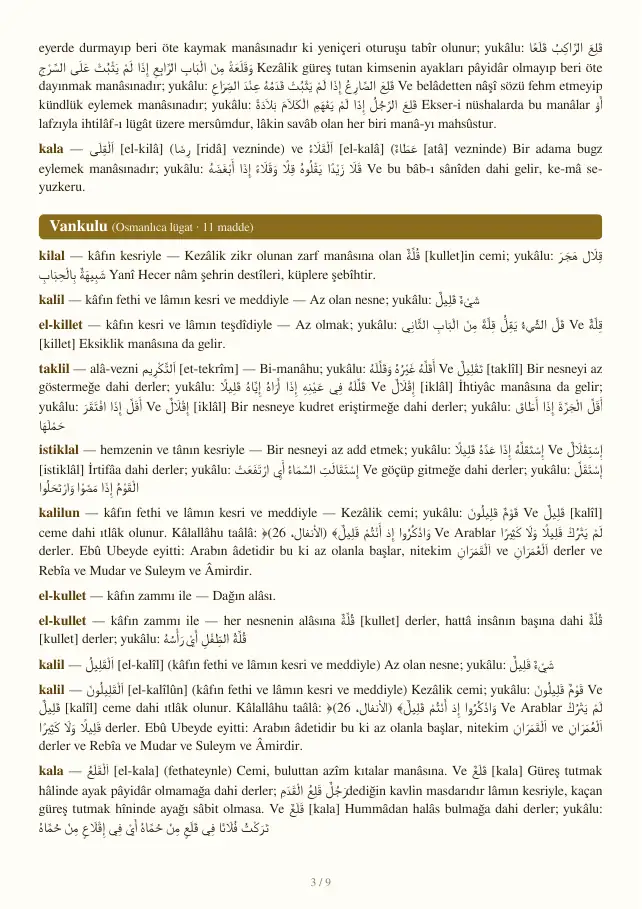 eyerde durmayıp beri öte kaymak manâsınadır ki yeniçeri oturuşu tabîr olunur; yukâlu: قَلِعَ الرَّاكِبُ قَلَعًا
وَقَلَعَةً مِنَ الْبَابِ الرَّابِعِ إِذَا لَمْ يَثْبُتْ عَلَى السَّرْجِ Kezâlik güreş tutan kimsenin ayakları pâyidâr olmayıp beri öte
dayınmak manâsınadır; yukâlu: قَلِعَ الصَّارِعُ إِذَا لَمْ يَثْبُتْ قَدَمُهُ عِنْدَ الصِّرَاعِ Ve belâdetten nâşî sözü fehm etmeyip
kündlük eylemek manâsınadır; yukâlu: قَلِعَ الرَّجُلُ إِذَا لَمْ يَفْهَمِ الْكَلَامَ بَلَادَةً Ekser-i nüshalarda bu manâlar أَوْ
lafzıyla ihtilâf-ı lügât üzere mersûmdur, lâkin savâb olan her biri manâ-yı mahsûstur.
kala — اَلْقِلَى [el-kilâ] (رِضَا [ridâ] vezninde) ve اَلْقَلَاءُ [el-kalâ] (عَطَاءٌ [atâ] vezninde) Bir adama bugz
eylemek manâsınadır; yukâlu: قَلَا زَيْدًا يَقْلُوهُ قِلًا وَقَلَاءً إِذَا أَبْغَضَهُ Ve bu bâb-ı sânîden dahi gelir, ke-mâ se-
yuzkeru.
Vankulu (Osmanlıca lügat · 11 madde)
kilal — kâfın kesriyle — Kezâlik zikr olunan zarf manâsına olan قُلَّةٌ [kullet]in cemi; yukâlu: قِلَال هَجَرَ
شَبِيهَةٌ بِالْحِبَابِ Yanî Hecer nâm şehrin destîleri, küplere şebîhtir.
kalil — kâfın fethi ve lâmın kesri ve meddiyle — Az olan nesne; yukâlu: شَيْءٌ قَلِيلٌ
el-killet — kâfın kesri ve lâmın teşdîdiyle — Az olmak; yukâlu: قَلَّ الشَّيْءُ يَقِلُّ قِلَّةً مِنَ الْبَابِ الثَّانِي Ve قِلَّةٌ
[killet] Eksiklik manâsına da gelir.
taklil — alâ-vezni اَلتَّكْرِيم [et-tekrîm] — Bi-manâhu; yukâlu: أَقَلَّهُ غَيْرُهُ وَقَلَّلَهُ Ve تَقْلِيلٌ [taklîl] Bir nesneyi az
göstermeğe dahi derler; yukâlu: قَلَّلَهُ فِي عَيْنِهِ إِذَا أَرَاهُ إِيَّاهُ قَلِيلًا Ve إِقْلَالٌ [iklâl] İhtiyâc manâsına da gelir;
yukâlu: أَقَلَّ إِذَا افْتَقَرَ Ve إِقْلَالٌ [iklâl] Bir nesneye kudret eriştirmeğe dahi derler; yukâlu: أَقَلَّ الْجَرَّةَ إِذَا أَطَاقَ
حَمْلَهَا
istiklal — hemzenin ve tânın kesriyle — Bir nesneyi az add etmek; yukâlu: إِسْتَقَلَّهُ إِذَا عَدَّهُ قَلِيلًا Ve إِسْتِقْلَالٌ
[istiklâl] İrtifâa dahi derler; yukâlu: إِسْتَقَالَتِ السَّمَاءُ أَيِ ارْتَفَعَتْ Ve göçüp gitmeğe dahi derler; yukâlu: إِسْتَقَلَّ
الْقَوْمُ إِذَا مَضَوْا وَارْتَحَلُوا
kalilun — kâfın fethi ve lâmın kesri ve meddiyle — Kezâlik cemi; yukâlu: قَوْمٌ قَلِيلُونَ Ve قَلِيلٌ [kalîl]
ceme dahi ıtlâk olunur. Kâlallâhu taâlâ: ﴿وَاذْكُرُوا إِذ أَنْتُمْ قَلِيلٌ﴾ (الأنفال، 26) Ve Arablar لَمْ يَتْرُكْ قَلِيلًا وَلَا كَثِيرًا
derler. Ebû Ubeyde eyitti: Arabın âdetidir bu ki az olanla başlar, nitekim اَلْقَمَرَانِ ve اَلْعُمَرَانِ derler ve
Rebîa ve Mudar ve Suleym ve Âmirdir.
el-kullet — kâfın zammı ile — Dağın alâsı.
el-kullet — kâfın zammı ile — her nesnenin alâsına قُلَّةٌ [kullet] derler, hattâ insânın başına dahi قُلَّةٌ
[kullet] derler; yukâlu: قُلَّةُ الطِّفْلِ أَيْ رَأْسُهُ
kalil — اَلْقَلِيلُ [el-kalîl] (kâfın fethi ve lâmın kesri ve meddiyle) Az olan nesne; yukâlu: شَيْءٌ قَلِيلٌ
kalil — اَلْقَلِيلُونَ [el-kalîlûn] (kâfın fethi ve lâmın kesri ve meddiyle) Kezâlik cemi; yukâlu: قَوْمٌ قَلِيلُونَ Ve
قَلِيلٌ [kalîl] ceme dahi ıtlâk olunur. Kâlallâhu taâlâ: ﴿وَاذْكُرُوا إِذ أَنْتُمْ قَلِيلٌ﴾ (الأنفال، 26) Ve Arablar لَمْ يَتْرُكْ
قَلِيلًا وَلَا كَثِيرًا derler. Ebû Ubeyde eyitti: Arabın âdetidir bu ki az olanla başlar, nitekim اَلْقَمَرَانِ ve اَلْعُمَرَانِ
derler ve Rebîa ve Mudar ve Suleym ve Âmirdir.
kala — اَلْقَلَعُ [el-kala] (fethateynle) Cemi, buluttan azîm kıtalar manâsına. Ve قَلَعٌ [kala] Güreş tutmak
hâlinde ayak pâyidâr olmamağa dahi derler; رَجُلٌ قَلِعُ الْقَدَمِdediğin kavlin masdarıdır lâmın kesriyle, kaçan
güreş tutmak hîninde ayağı sâbit olmasa. Ve قَلَعٌ [kala] Hummâdan halâs bulmağa dahi derler; yukâlu:
تَرَكْتُ فُلَانًا فِي قَلَعٍ مِنْ حُمَّاهُ أَيْ فِي إِقْلَاعٍ مِنْ حُمَّاهُ
3 / 9